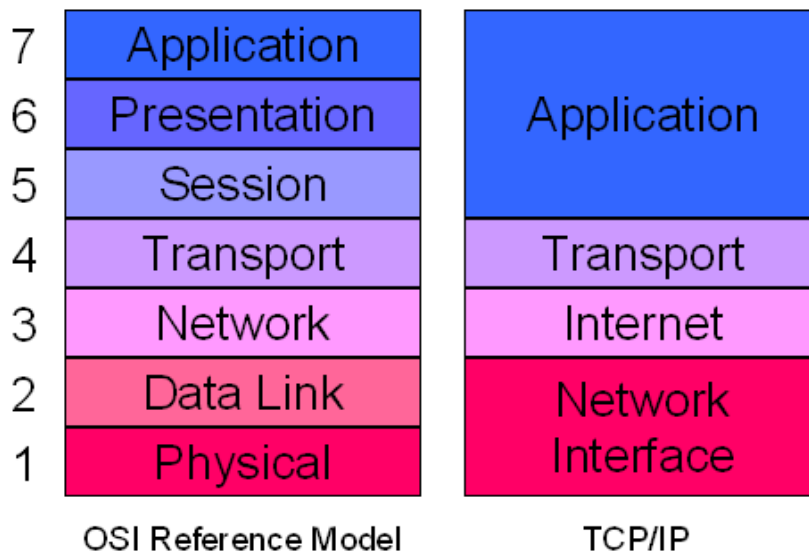 7 Application
6 Presentation
5 Session
4 Transport
3 Network
2 Data Link
1 Physical
OSI Reference Model
Application
Transport
Internet
Network
Interface
TCP/IP